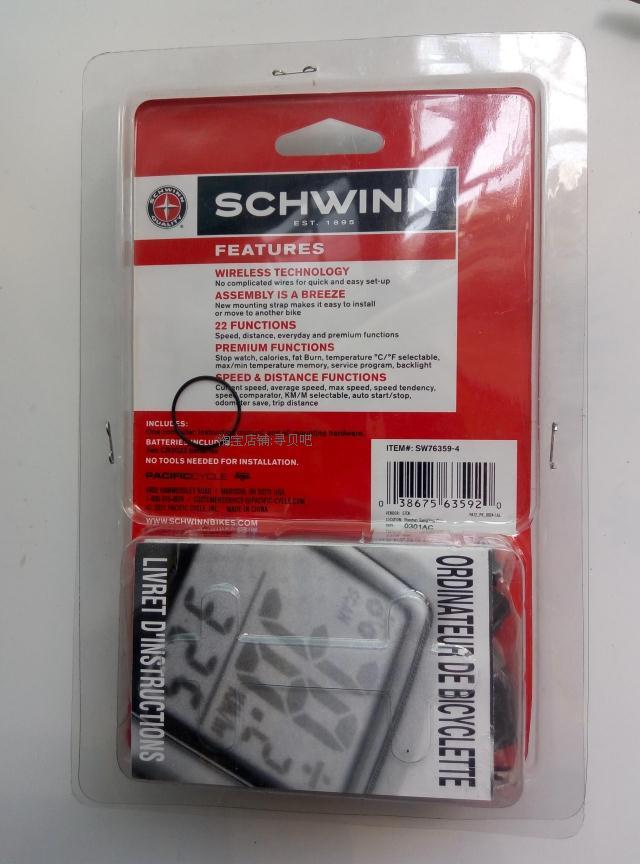 SCHWINN
QUALITY
SCHWINN
EST. 1895
FEATURES
WIRELESS TECHNOLOGY
No complicated wires for quick and easy set-up
ASSEMBLY IS A BREEZE
New mounting strap makes it easy to install
or move to another bike
22 FUNCTIONS
Speed, distance, everyday and premium functions
PREMIUM FUNCTIONS
Stop watch, calories, fat Burn, temperature °C/°F selectable,
max/min temperature memory, service program, backlight
SPEED & DISTANCE FUNCTIONS
Current speed, average speed, max speed, speed tendency,
speed comparator, KM/M selectable, auto start/stop,
odometer save, trip distance
INCLUDES:
mounting hardware.
BATTERIES INCLUDED
淘宝店铺:寻贝吧
NO TOOLS NEEDED FOR INSTALLATION.
PACIFIC CYCLE
MADE IN CHINA
WWW.SCHWINNBIKES.COM
ITEM#: SW76359-4
0 38675 63592 0
0301AC
ORDINATEUR DE BICYCLETTE
LIVRET D'INSTRUCTIONS